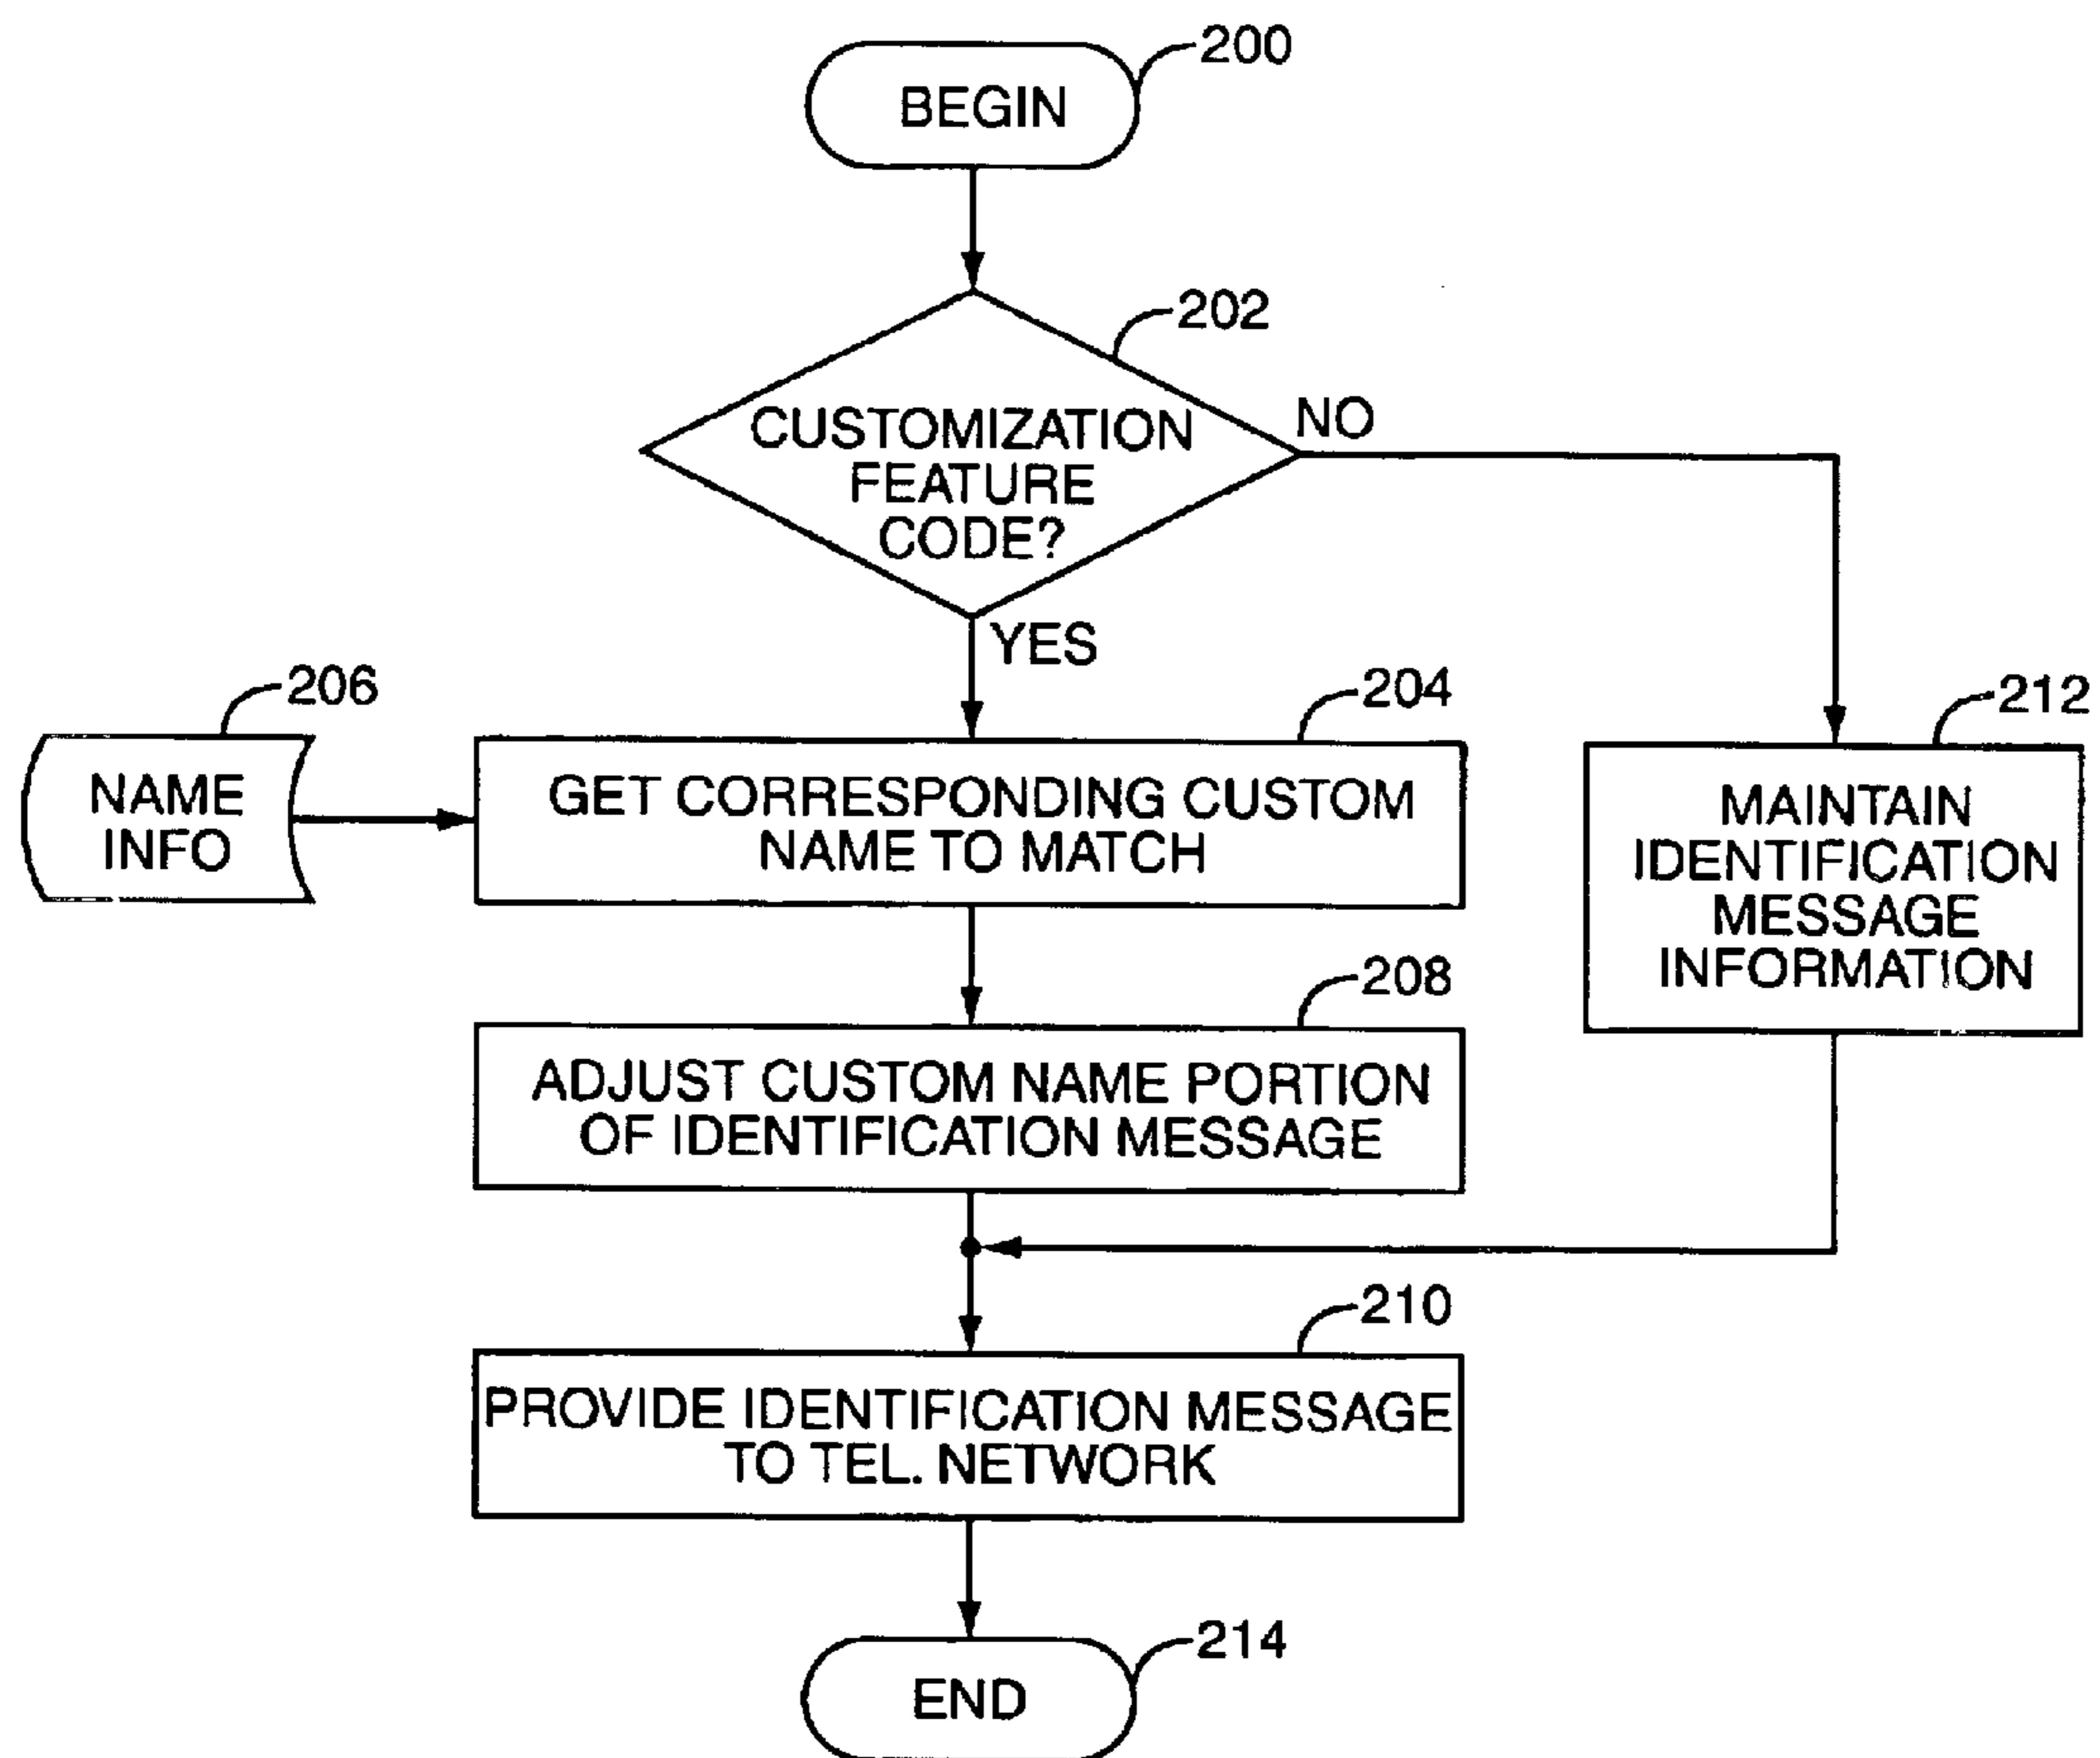 200
BEGIN
202
CUSTOMIZATION
FEATURE
CODE?
NO
YES
206
NAME
INFO
204
GET CORRESPONDING CUSTOM
NAME TO MATCH
212
MAINTAIN
IDENTIFICATION
MESSAGE
INFORMATION
208
ADJUST CUSTOM NAME PORTION
OF IDENTIFICATION MESSAGE
210
PROVIDE IDENTIFICATION MESSAGE
TO TEL. NETWORK
214
END